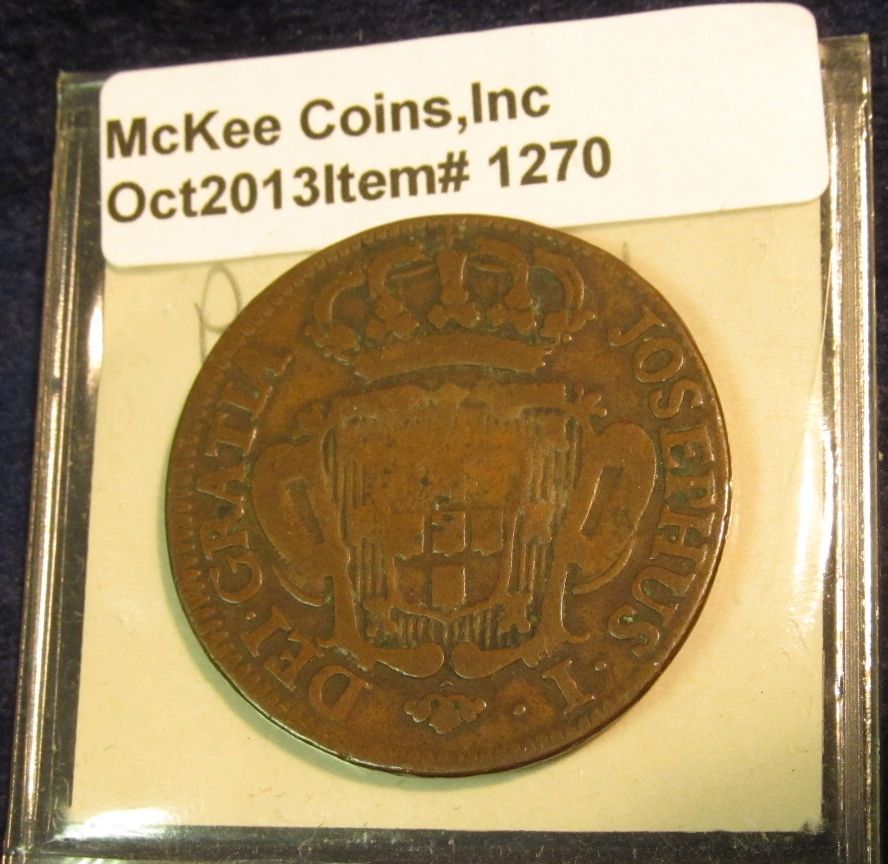 McKee Coins,Inc
Oct2013Item# 1270
JOSEPHUS · I ·
DEI · GRATIA